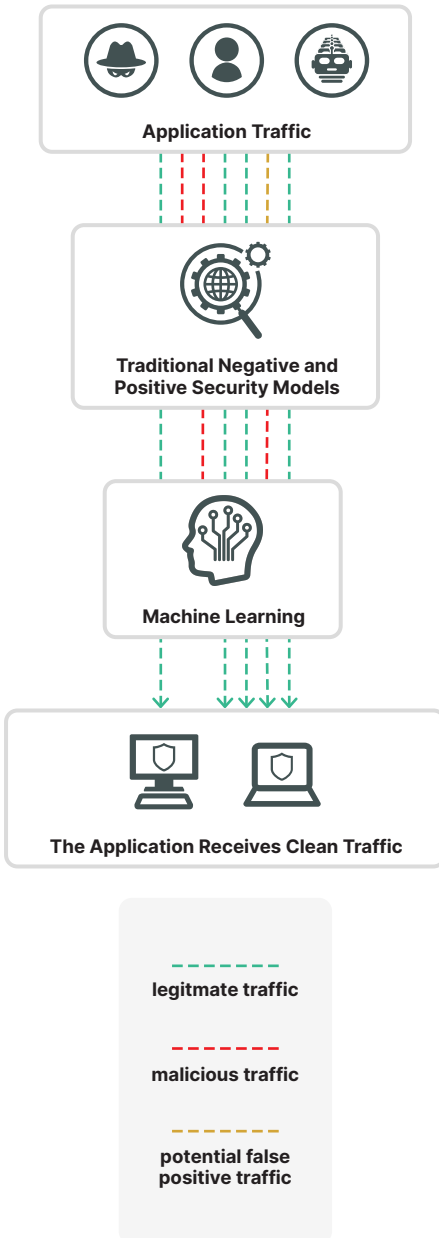 Application Traffic
Traditional Negative and
Positive Security Models
Machine Learning
The Application Receives Clean Traffic
legitmate traffic
malicious traffic
potential false
positive traffic